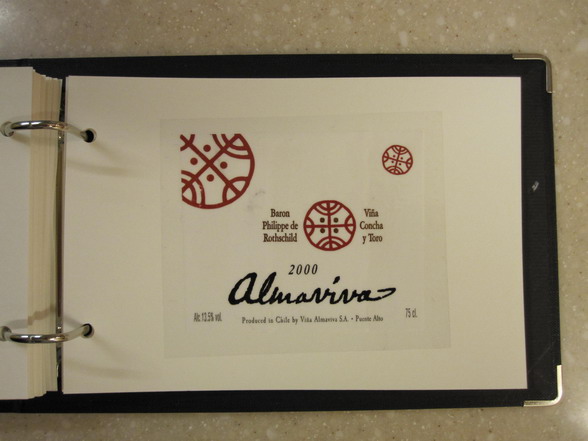 Baron
Philippe de
Rothschild
Viña
Concha
y Toro
2000
Almaviva
Alc.13.5% vol.
Produced in Chile by Viña Almaviva S.A. - Puente Alto
75 cl.